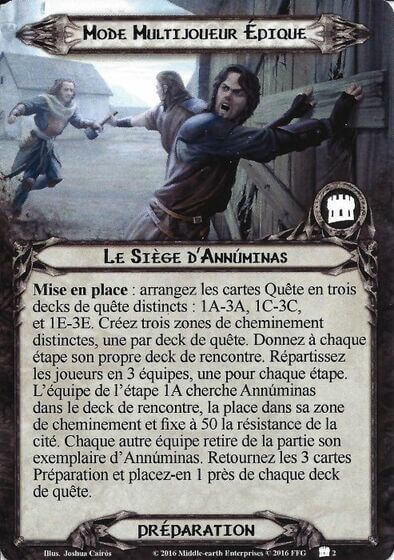 Mode Multijoueur Épique
Le Siège d'Annúminas
Mise en place : arrangez les cartes Quête en trois
decks de quête distincts : 1A-3A, 1C-3C,
et 1E-3E. Créez trois zones de cheminement
distinctes, une par deck de quête. Donnez à chaque
étape son propre deck de rencontre. Répartissez
les joueurs en 3 équipes, une pour chaque étape.
L'équipe de l'étape 1A cherche Annúminas
dans le deck de rencontre, la place dans sa zone
de cheminement et fixe à 50 la résistance de la
cité. Chaque autre équipe retire de la partie son
exemplaire d'Annúminas. Retournez les 3 cartes
Préparation et placez-en 1 près de chaque deck
de quête.
PRÉPARATION
Illus. Joshua Cairós © 2016 Middle-earth Enterprises © 2016 FFG 2